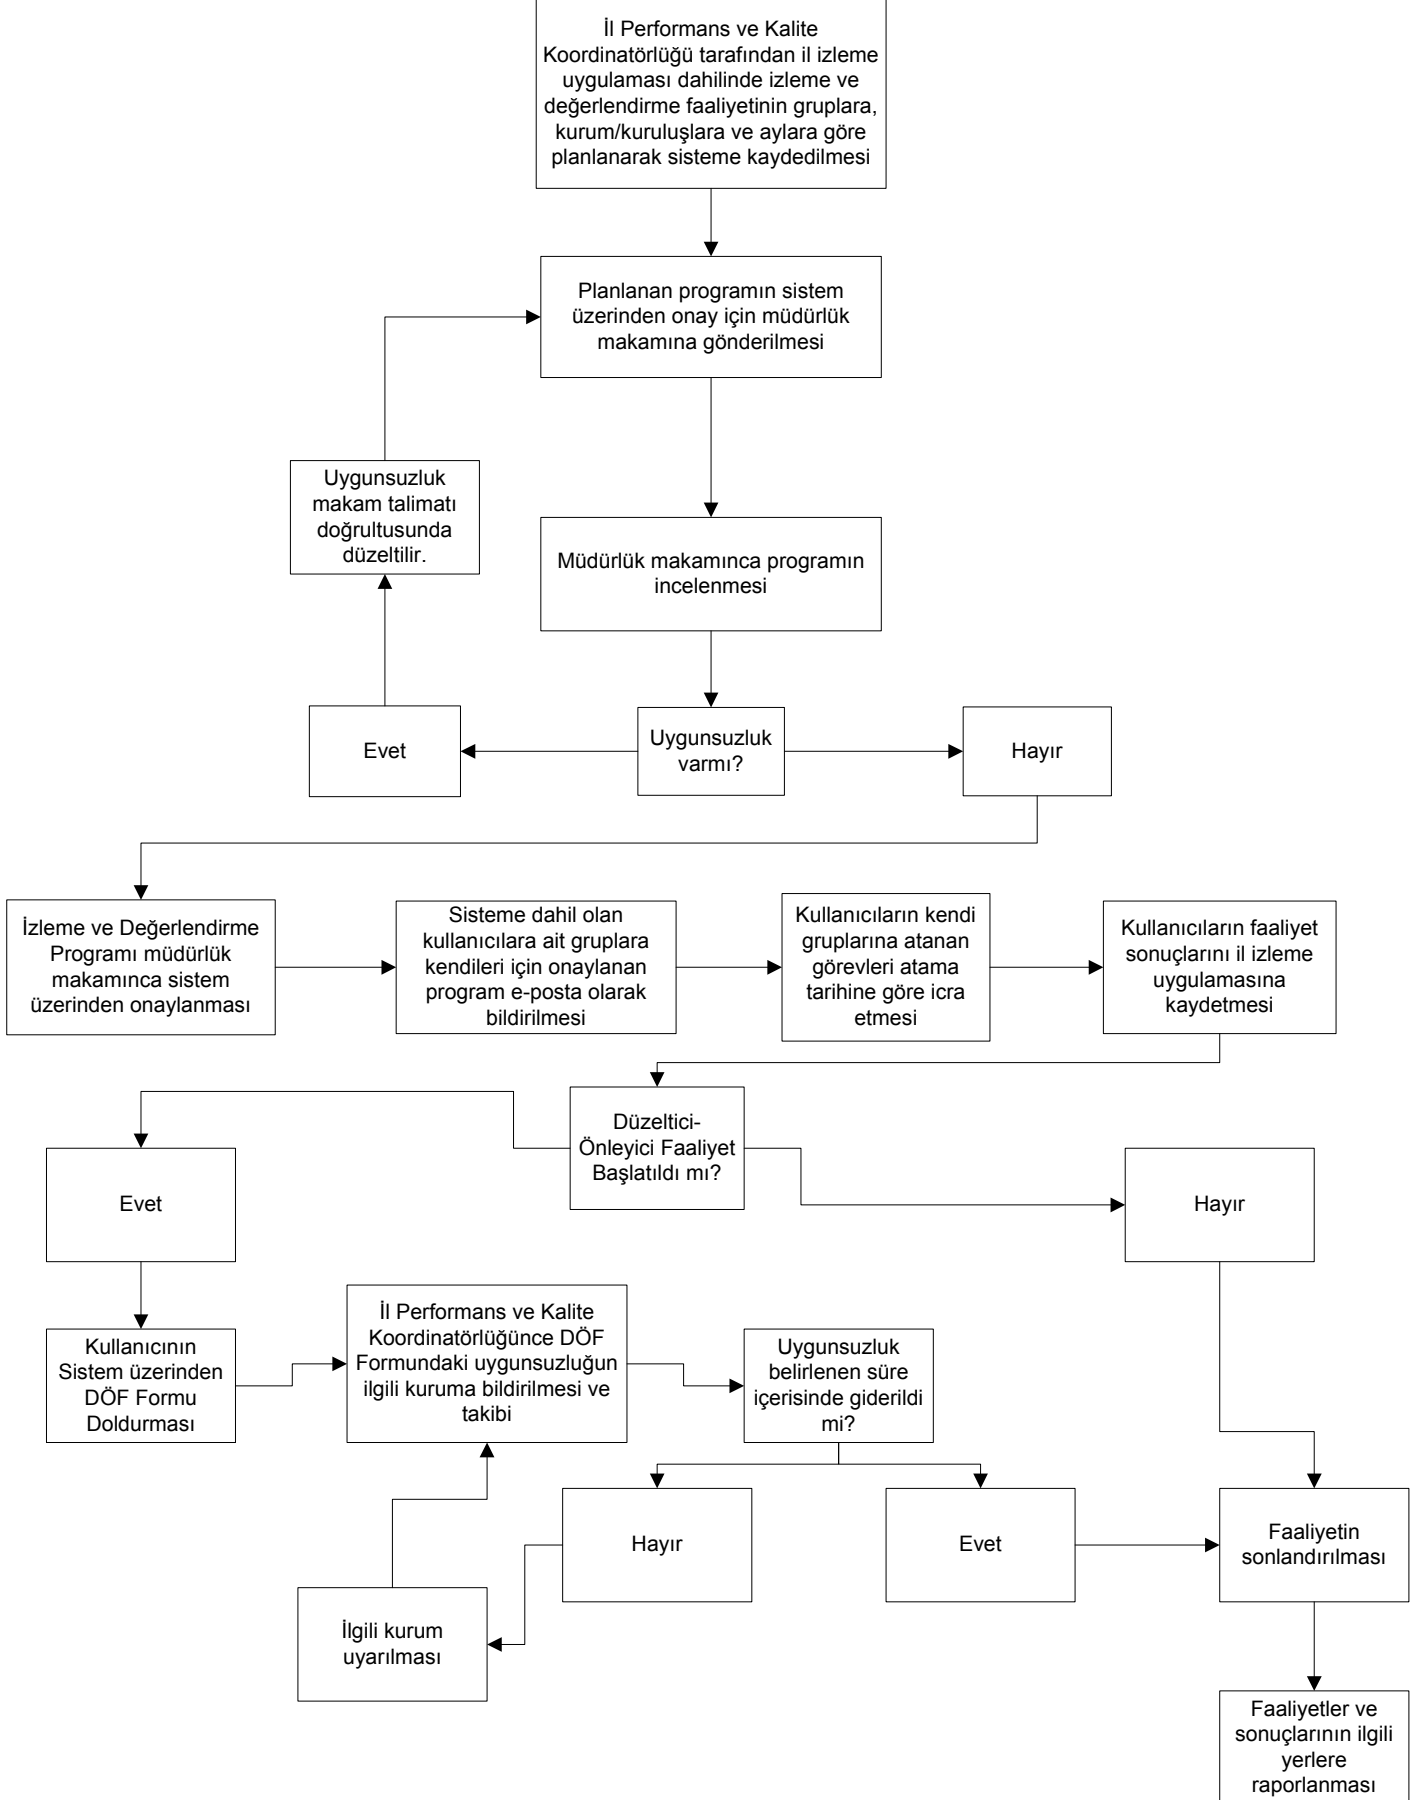 İl Performans ve Kalite
Koordinatörlüğü tarafından il izleme
uygulaması dahilinde izleme ve
değerlendirme faaliyetinin gruplara,
kurum/kuruluşlara ve aylara göre
planlanarak sisteme kaydedilmesi
Planlanan programın sistem
üzerinden onay için müdürlük
makamına gönderilmesi
Uygunsuzluk
makam talimatı
doğrultusunda
düzeltilir.
Müdürlük makamınca programın
incelenmesi
Evet
Uygunsuzluk
varmı?
Hayır
İzleme ve Değerlendirme
Programı müdürlük
makamınca sistem
üzerinden onaylanması
Sisteme dahil olan
kullanıcılara ait gruplara
kendileri için onaylanan
program e-posta olarak
bildirilmesi
Kullanıcıların kendi
gruplarına atanan
görevleri atama
tarihine göre icra
etmesi
Kullanıcıların faaliyet
sonuçlarını il izleme
uygulamasına
kaydetmesi
Düzeltici-
Önleyici Faaliyet
Başlatıldı mı?
Evet
Hayır
Kullanıcının
Sistem üzerinden
DÖF Formu
Doldurması
İl Performans ve Kalite
Koordinatörlüğünce DÖF
Formundaki uygunsuzluğun
ilgili kuruma bildirilmesi ve
takibi
Uygunsuzluk
belirlenen süre
içerisinde giderildi
mi?
Hayır
Evet
Faaliyetin
sonlandırılması
İlgili kurum
uyarılması
Faaliyetler ve
sonuçlarının ilgili
yerlere
raporlanması